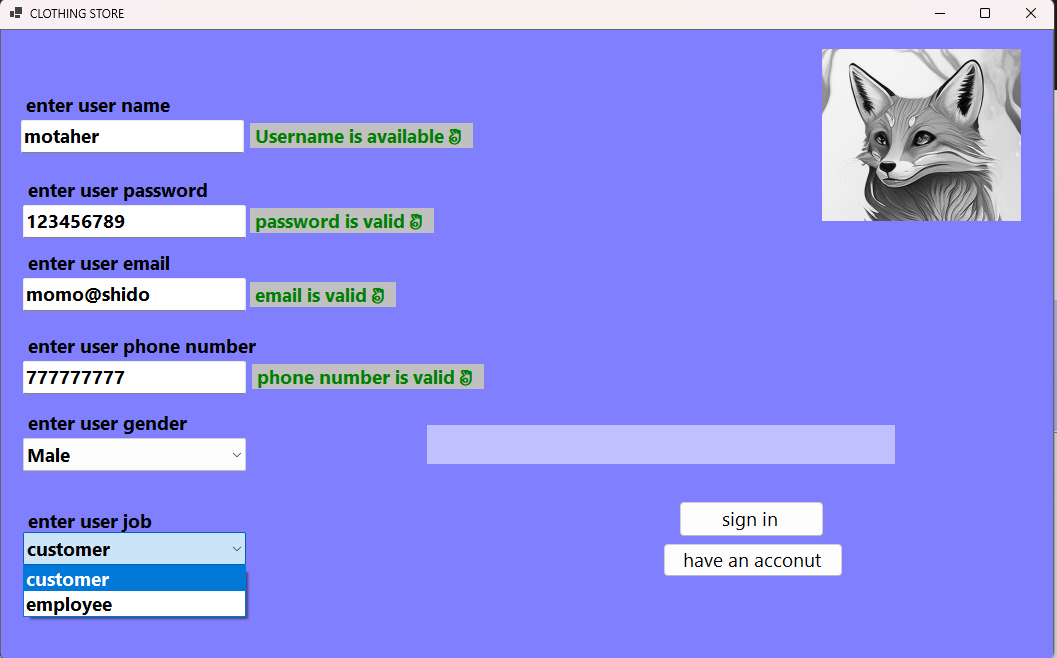 CLOTHING STORE
enter user name
motaher
Username is available
enter user password
123456789
password is valid
enter user email
momo@shido
email is valid
enter user phone number
777777777
phone number is valid
enter user gender
Male
enter user job
customer
customer
employee
sign in
have an acconut